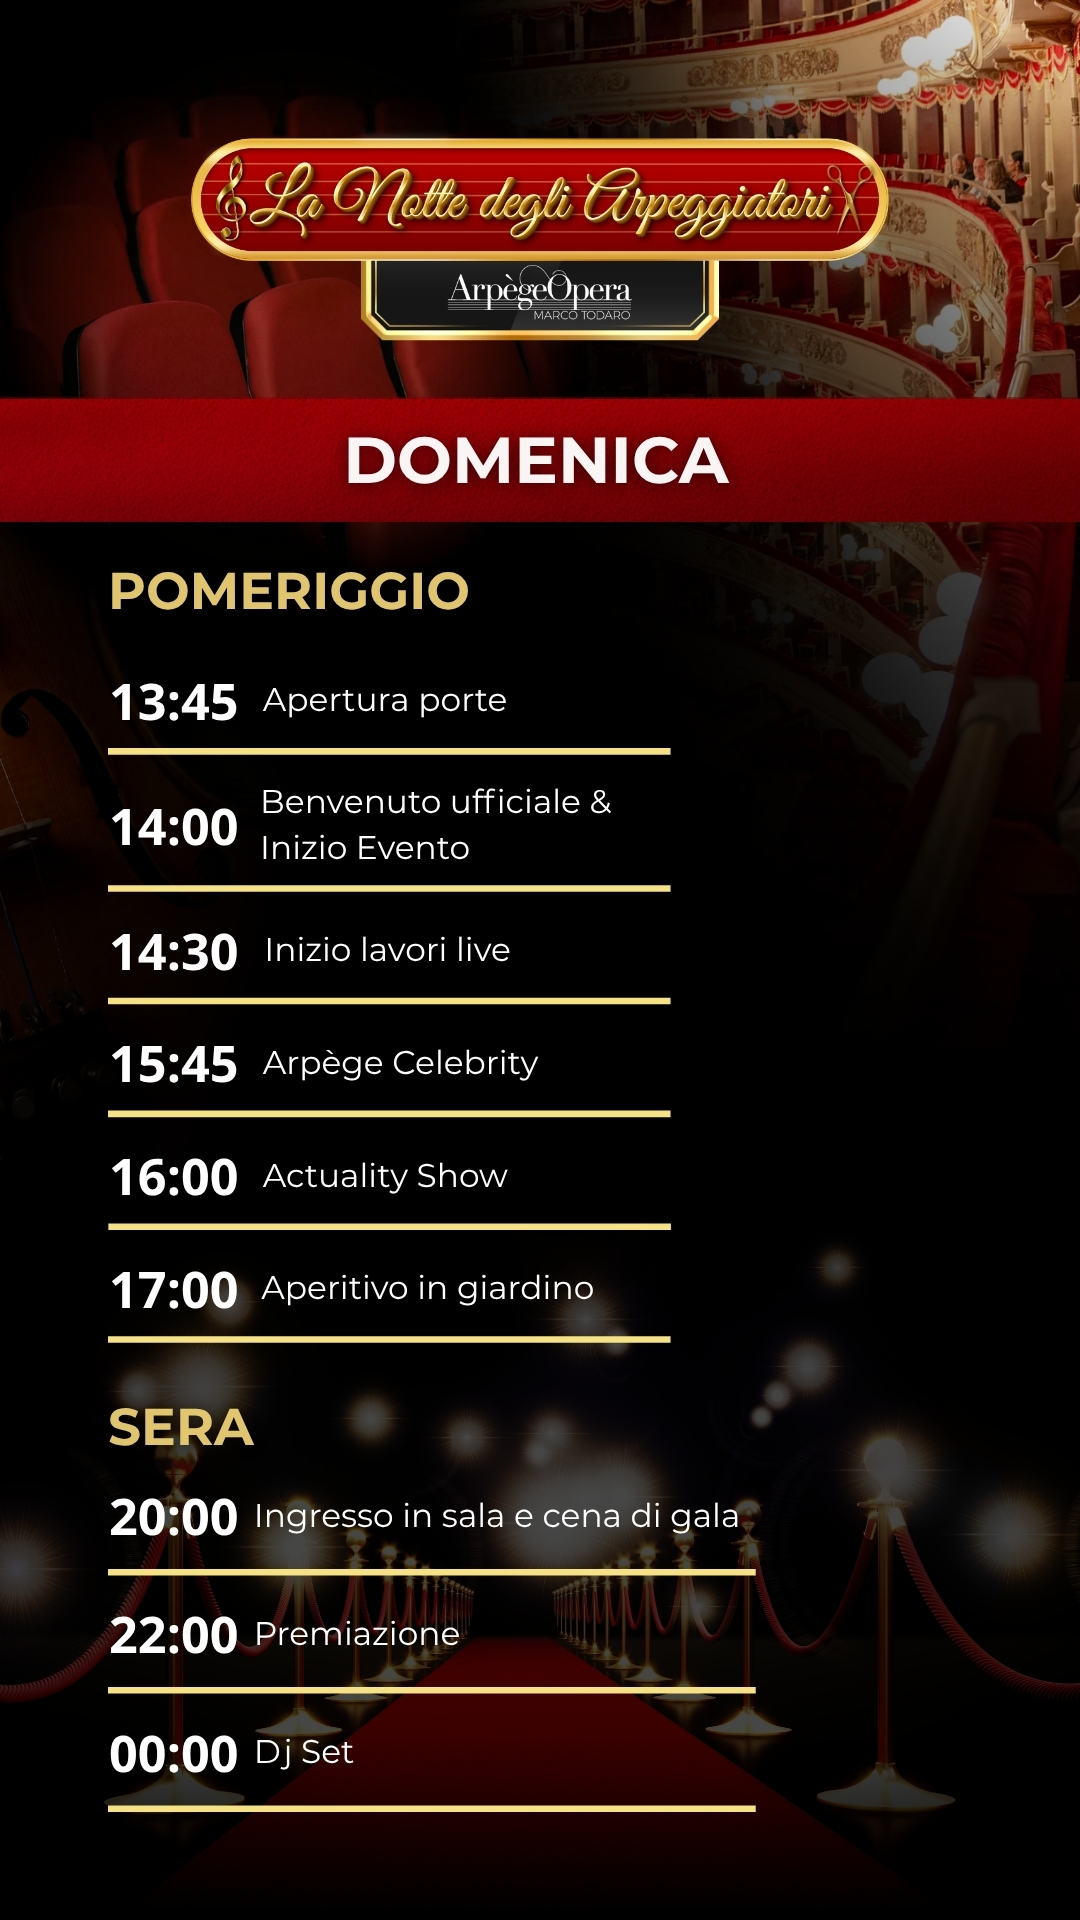 La Notte degli Arpeggiatori
ArpègeOpera
MARCO TODARO
DOMENICA
POMERIGGIO
13:45 Apertura porte
14:00 Benvenuto ufficiale &
Inizio Evento
14:30 Inizio lavori live
15:45 Arpège Celebrity
16:00 Actuality Show
17:00 Aperitivo in giardino
SERA
20:00 Ingresso in sala e cena di gala
22:00 Premiazione
00:00 Dj Set